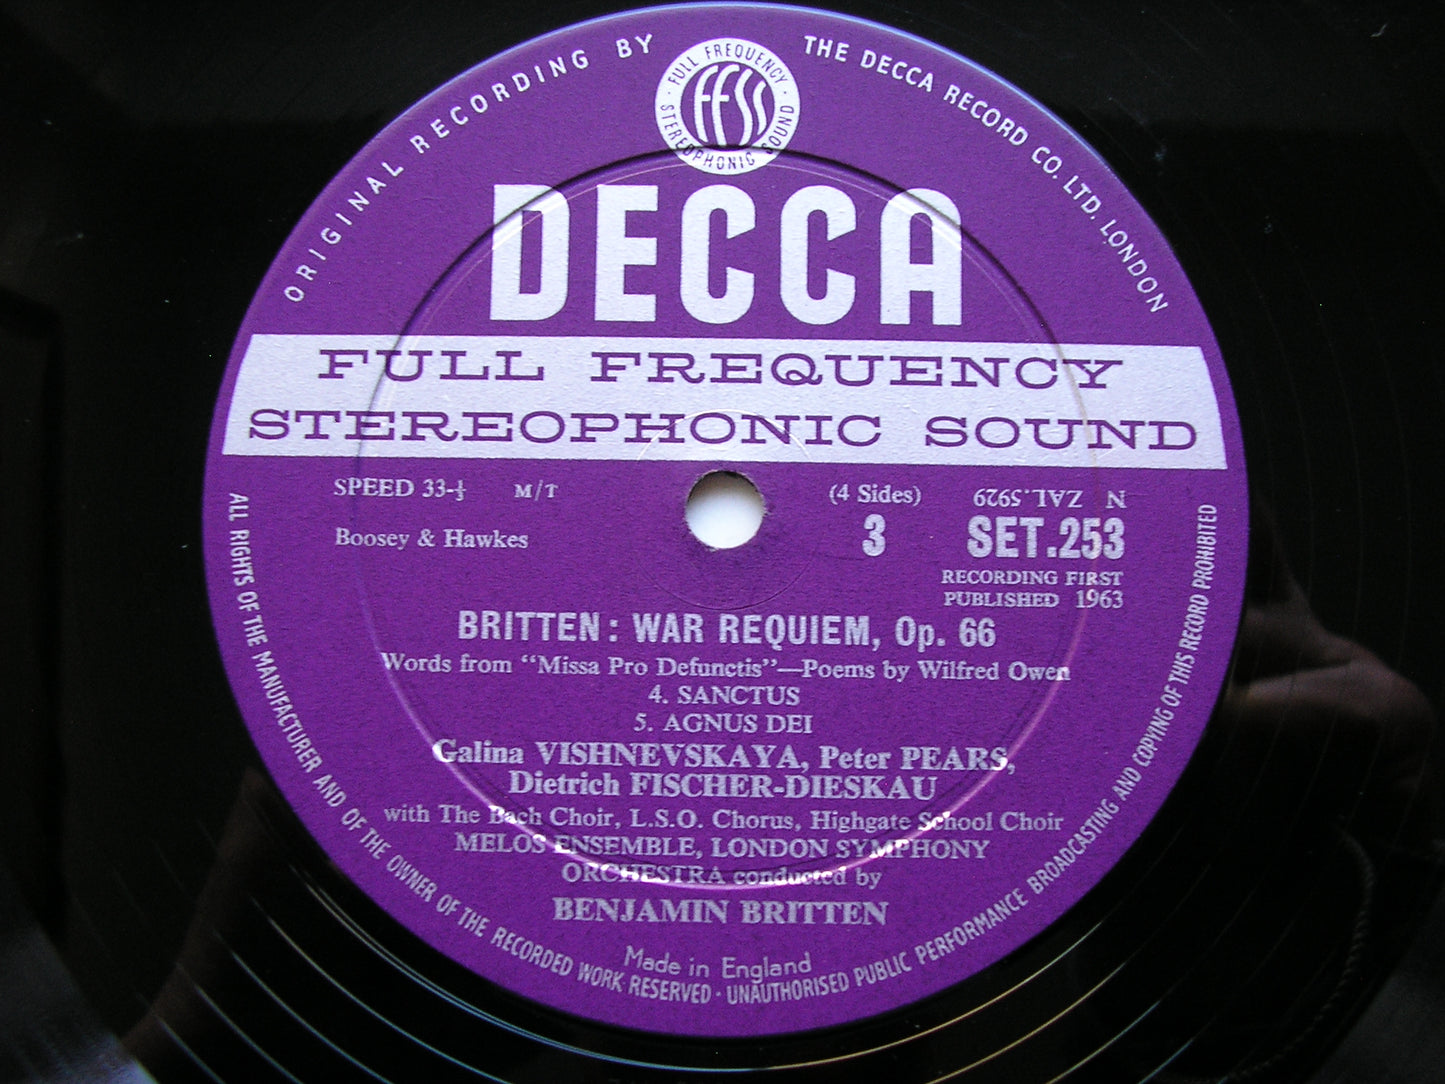 ORIGINAL RECORDING BY THE DECCA RECORD CO. LTD. LONDON
FULL FREQUENCY
FFSS
STEREOPHONIC SOUND
DECCA
FULL FREQUENCY
STEREOPHONIC SOUND
SPEED 33-⅓ M/T
(4 Sides)
N ZAL.5929
Boosey & Hawkes
3
SET.253
RECORDING FIRST
PUBLISHED 1963
BRITTEN: WAR REQUIEM, Op. 66
Words from "Missa Pro Defunctis"—Poems by Wilfred Owen
4. SANCTUS
5. AGNUS DEI
Galina VISHNEVSKAYA, Peter PEARS,
Dietrich FISCHER-DIESKAU
with The Bach Choir, L.S.O. Chorus, Highgate School Choir
MELOS ENSEMBLE, LONDON SYMPHONY
ORCHESTRA conducted by
BENJAMIN BRITTEN
Made in England
ALL RIGHTS OF THE MANUFACTURER AND OF THE OWNER OF THE RECORDED WORK RESERVED · UNAUTHORISED PUBLIC PERFORMANCE BROADCASTING AND COPYING OF THIS RECORD PROHIBITED